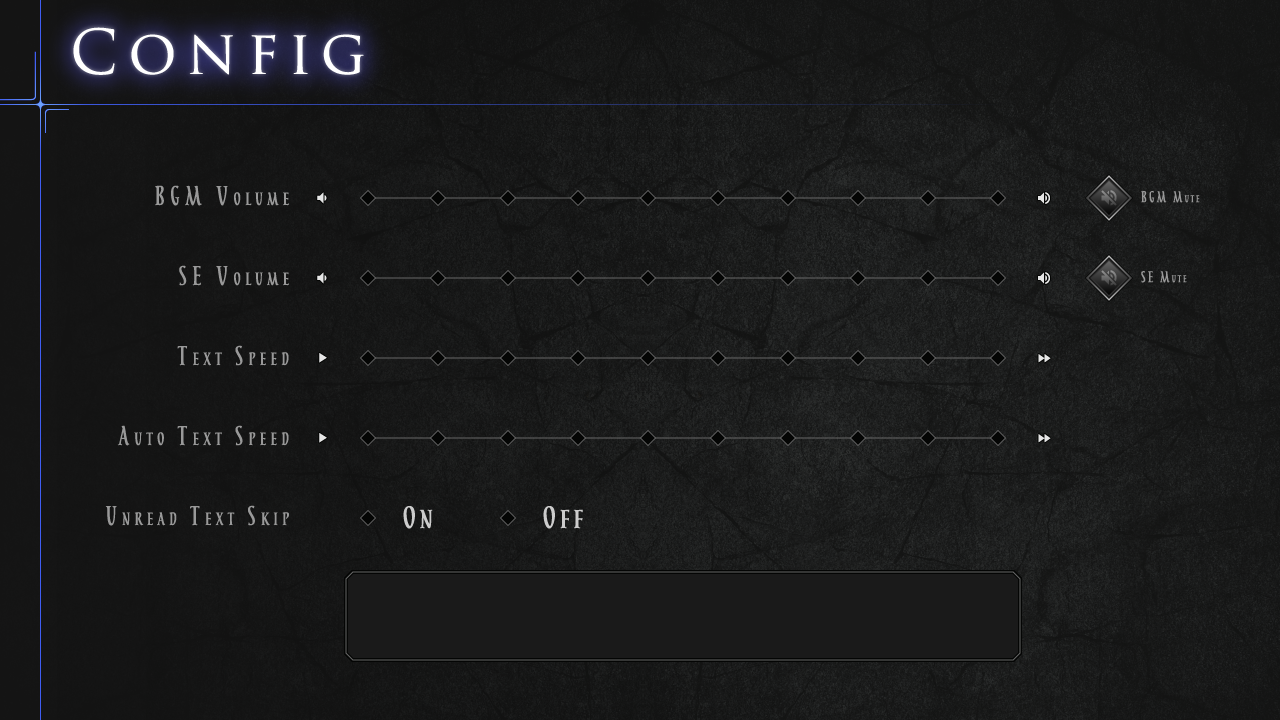 Config
BGM Volume
BGM Mute
SE Volume
SE Mute
Text Speed
Auto Text Speed
Unread Text Skip On Off